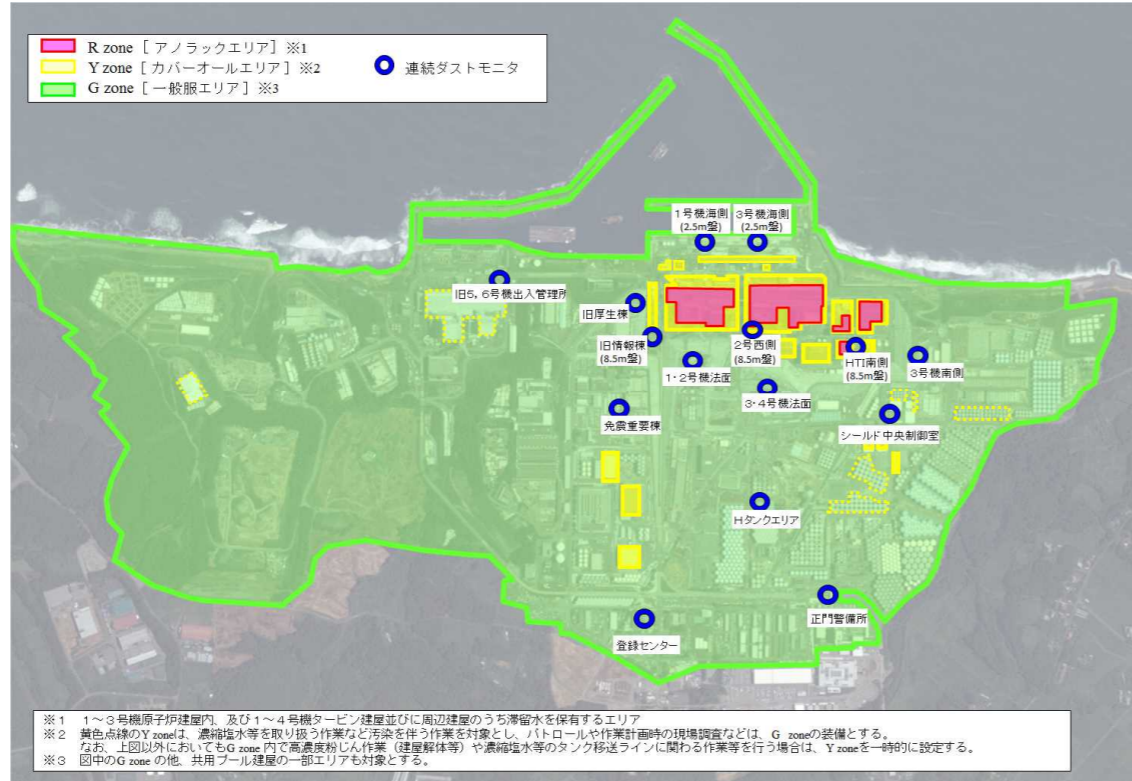 R zone [ アノラックエリア] ※1
Y zone [ カバーオールエリア] ※2
G zone [ 一般服エリア] ※3
連続ダストモニタ
1号機海側
(2.5m盤)
3号機海側
(2.5m盤)
旧5, 6号機出入管理所
旧厚生棟
旧情報棟
(8.5m盤)
1・2号機法面
2号西側
(8.5m盤)
HTI南側
(8.5m盤)
3号機南側
3・4号機法面
免震重要棟
シールド中央制御室
Hタンクエリア
正門警備所
登録センター
※1 1～3号機原子炉建屋内、及び1～4号機タービン建屋並びに周辺建屋のうち滞留水を保有するエリア
※2 黄色点線のY zoneは、濃縮塩水等を取り扱う作業など汚染を伴う作業を対象とし、パトロールや作業計画時の現場調査などは、G zoneの装備とする。
なお、上図以外においてもG zone 内で高濃度粉じん作業（建屋解体等）や濃縮塩水等のタンク移送ラインに関わる作業等を行う場合は、Y zoneを一時的に設定する。
※3 図中のG zone の他、共用プール建屋の一部エリアも対象とする。